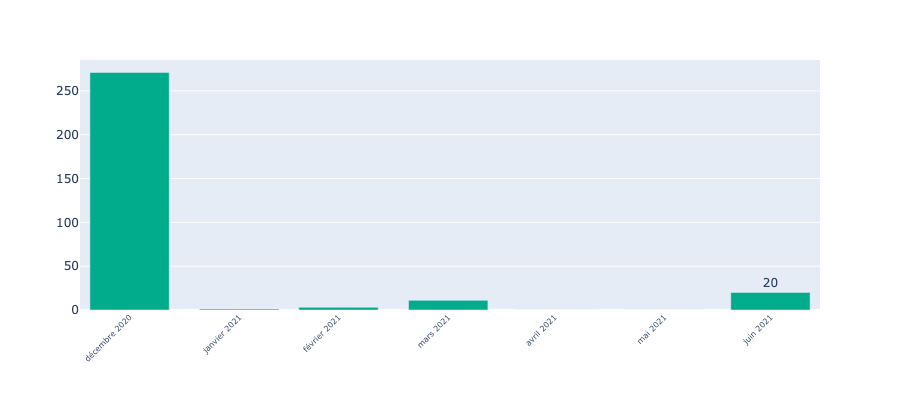 250
200
150
100
50
0
20
décembre 2020
janvier 2021
février 2021
mars 2021
avril 2021
mai 2021
juin 2021